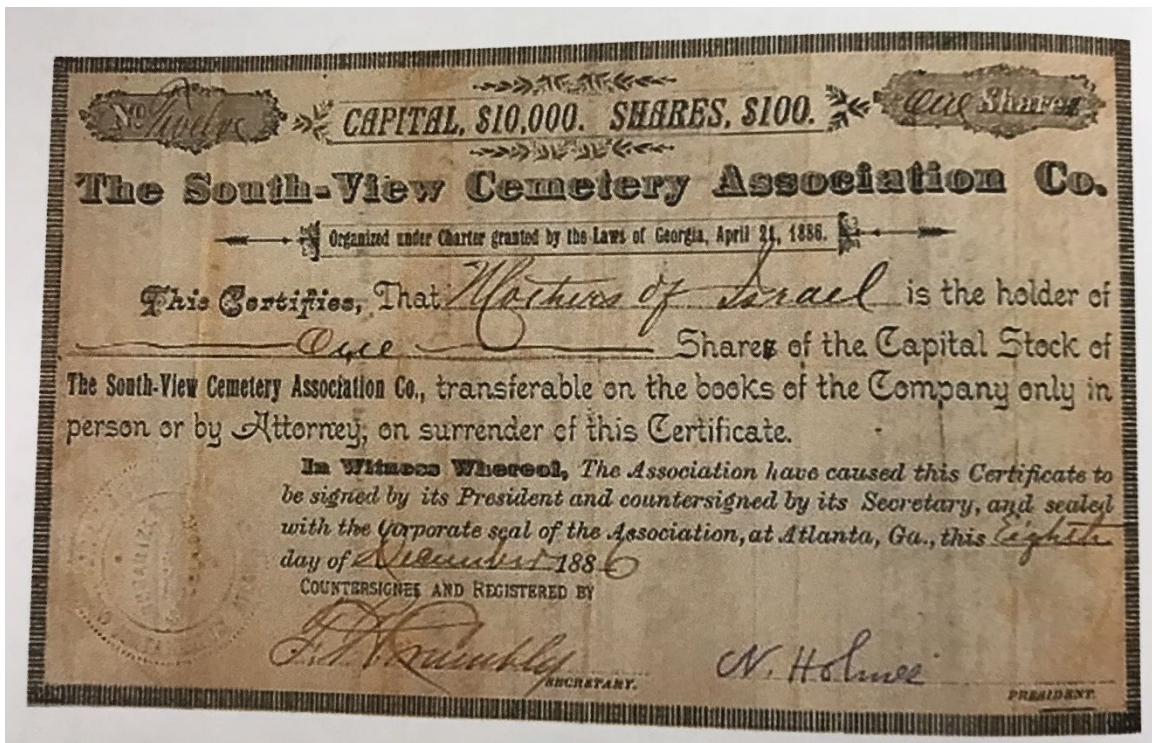 No Twelve CAPITAL, $10,000. SHARES, $100. One Shares
The South-View Cemetery Association Co.
Organized under Charter granted by the Laws of Georgia, April 21, 1886.
This Certifies, That Mothers of Israel is the holder of
One Shares of the Capital Stock of
The South-View Cemetery Association Co., transferable on the books of the Company only in
person or by Attorney, on surrender of this Certificate.
In Witness Whereof, The Association have caused this Certificate to
be signed by its President and countersigned by its Secretary, and sealed
with the Corporate seal of the Association, at Atlanta, Ga., this Eighth
day of December 1886
COUNTERSIGNED AND REGISTERED BY
Crumbly N. Holmes
SECRETARY.
PRESIDENT.